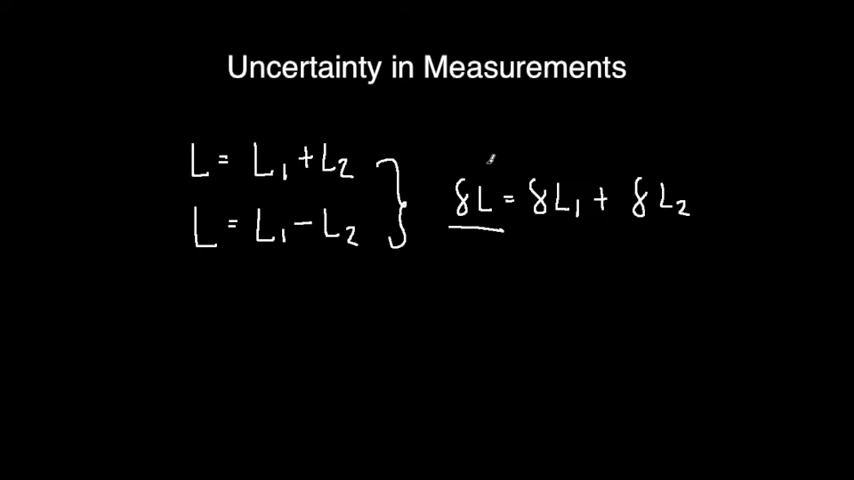 Uncertainty in Measurements
L = L₁ + L₂
L = L₁ - L₂
δL = δL₁ + δL₂